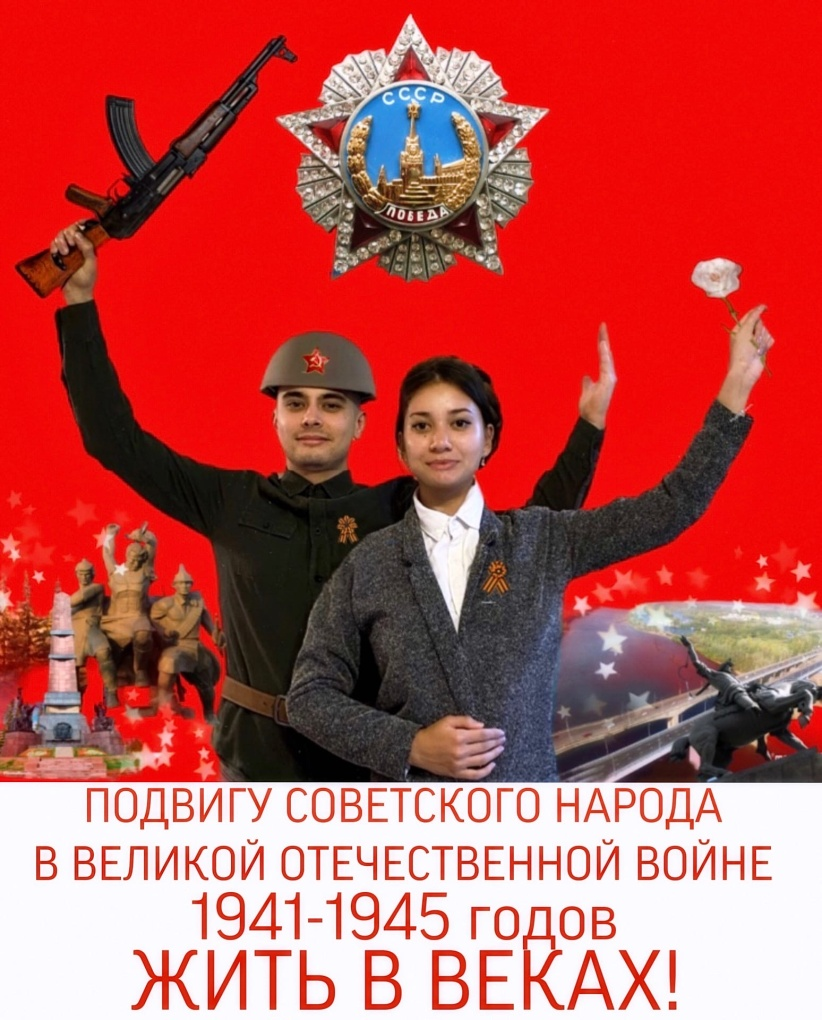 СССР
ПОБЕДА
ПОДВИГУ СОВЕТСКОГО НАРОДА
В ВЕЛИКОЙ ОТЕЧЕСТВЕННОЙ ВОЙНЕ
1941-1945 годов
ЖИТЬ В ВЕКАХ!